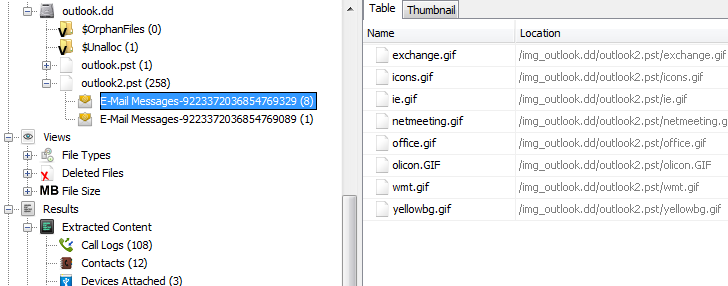 outlook.dd
$OrphanFiles (0)
$Unalloc (1)
outlook.pst (1)
outlook2.pst (258)
E-Mail Messages-9223372036854769329 (8)
E-Mail Messages-9223372036854769089 (1)
Views
File Types
Deleted Files
MB File Size
Results
Extracted Content
Call Logs (108)
Contacts (12)
Devices Attached (3)
Table Thumbnail
Name Location
exchange.gif /img_outlook.dd/outlook2.pst/exchange.gif
icons.gif /img_outlook.dd/outlook2.pst/icons.gif
ie.gif /img_outlook.dd/outlook2.pst/ie.gif
netmeeting.gif /img_outlook.dd/outlook2.pst/netmeeting.g
office.gif /img_outlook.dd/outlook2.pst/office.gif
olicon.GIF /img_outlook.dd/outlook2.pst/olicon.GIF
wmt.gif /img_outlook.dd/outlook2.pst/wmt.gif
yellowbg.gif /img_outlook.dd/outlook2.pst/yellowbg.gif